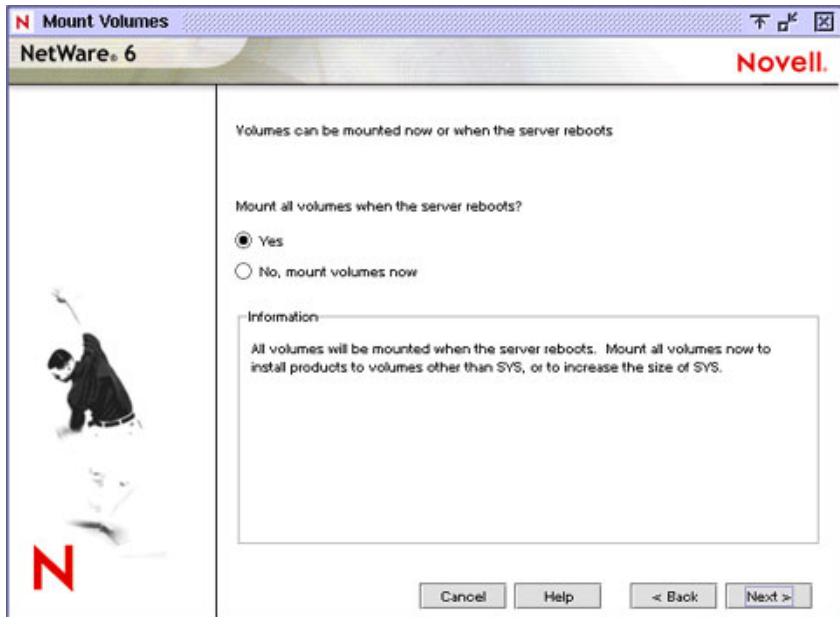 N Mount Volumes
NetWare® 6
Novell.
Volumes can be mounted now or when the server reboots
Mount all volumes when the server reboots?
Yes
No, mount volumes now
Information
All volumes will be mounted when the server reboots. Mount all volumes now to
install products to volumes other than SYS, or to increase the size of SYS.
N
Cancel Help < Back Next >